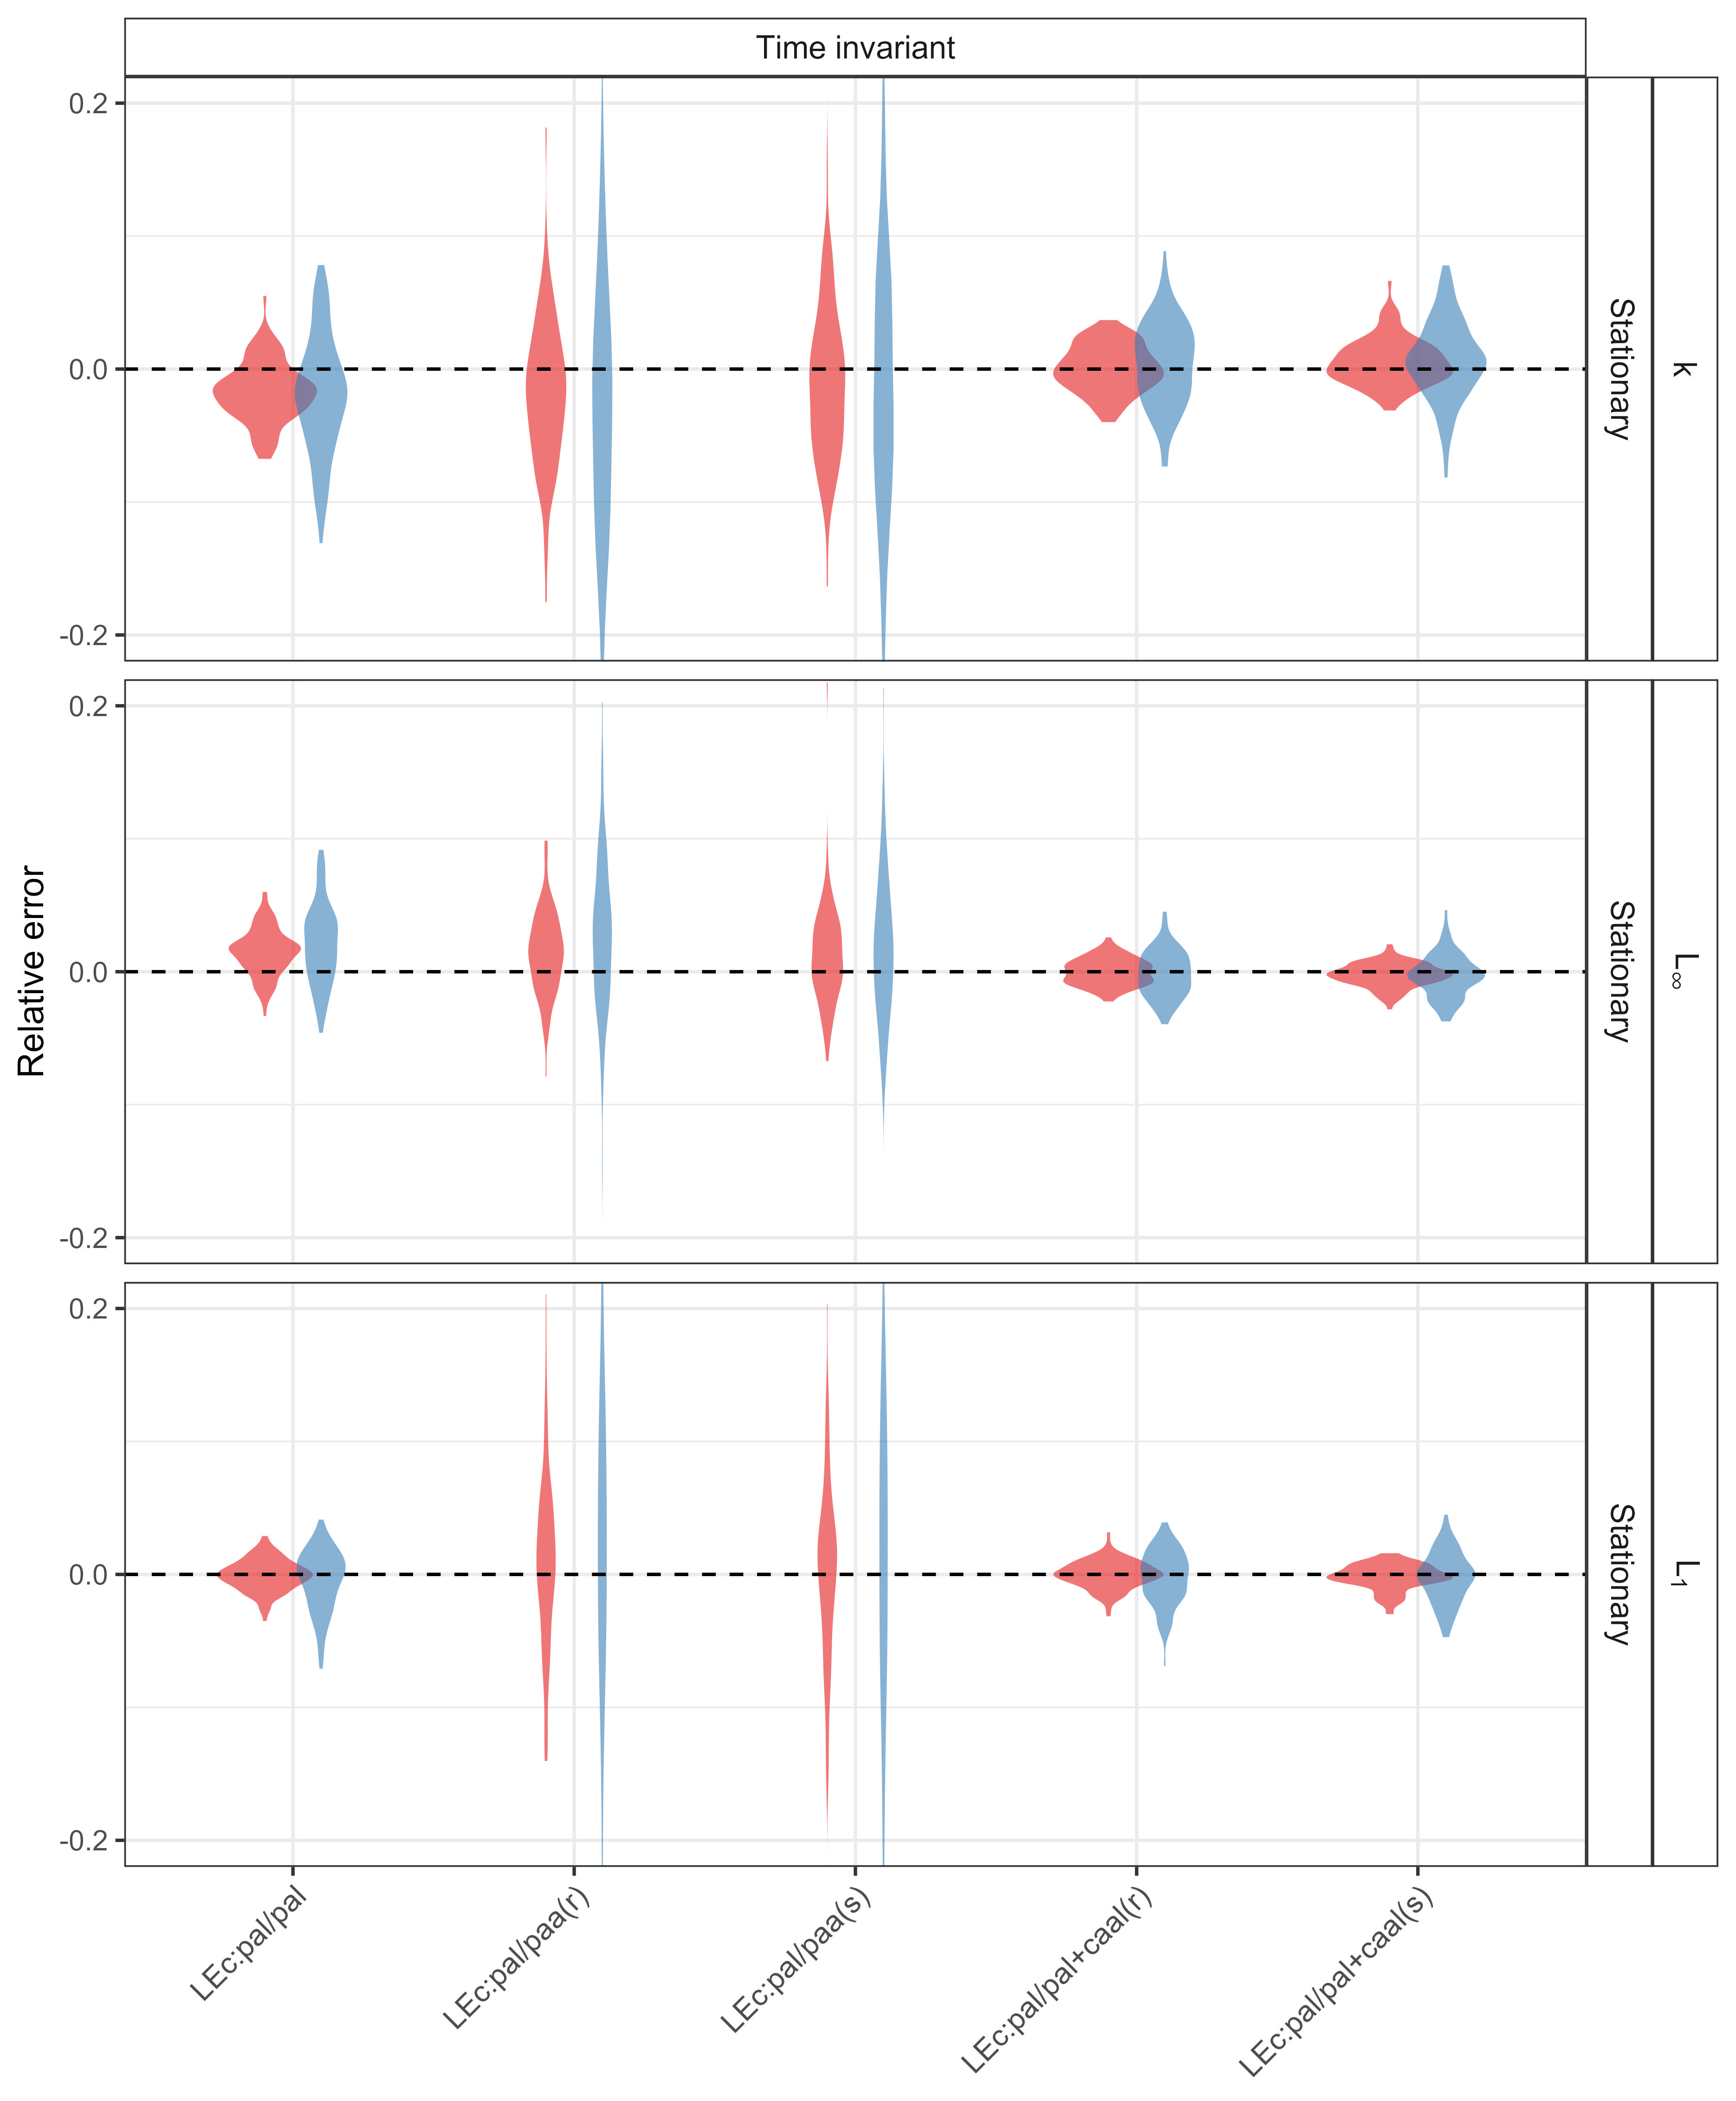 Time invariant
0.2
0.0
-0.2
Stationary
k
0.2
0.0
-0.2
Stationary
L∞
0.2
0.0
-0.2
Stationary
L1
Relative error
LEc:pal/pal
LEc:pal/paa(r)
LEc:pal/paa(s)
LEc:pal/pal+caal(r)
LEc:pal/pal+caal(s)